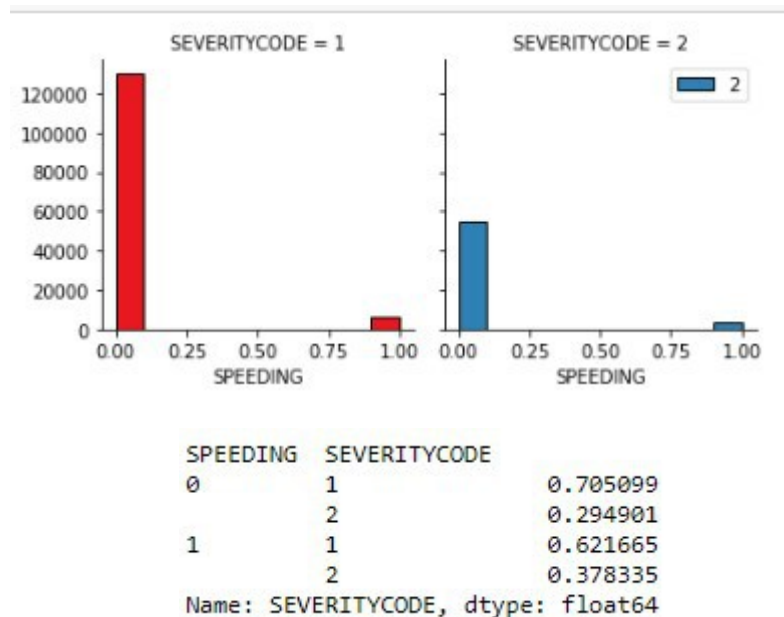 SEVERITYCODE = 1
SEVERITYCODE = 2
2
120000
100000
80000
60000
40000
20000
0
0.00 0.25 0.50 0.75 1.00
0.00 0.25 0.50 0.75 1.00
SPEEDING
SPEEDING
SPEEDING SEVERITYCODE
0 1 0.705099
2 0.294901
1 1 0.621665
2 0.378335
Name: SEVERITYCODE, dtype: float64